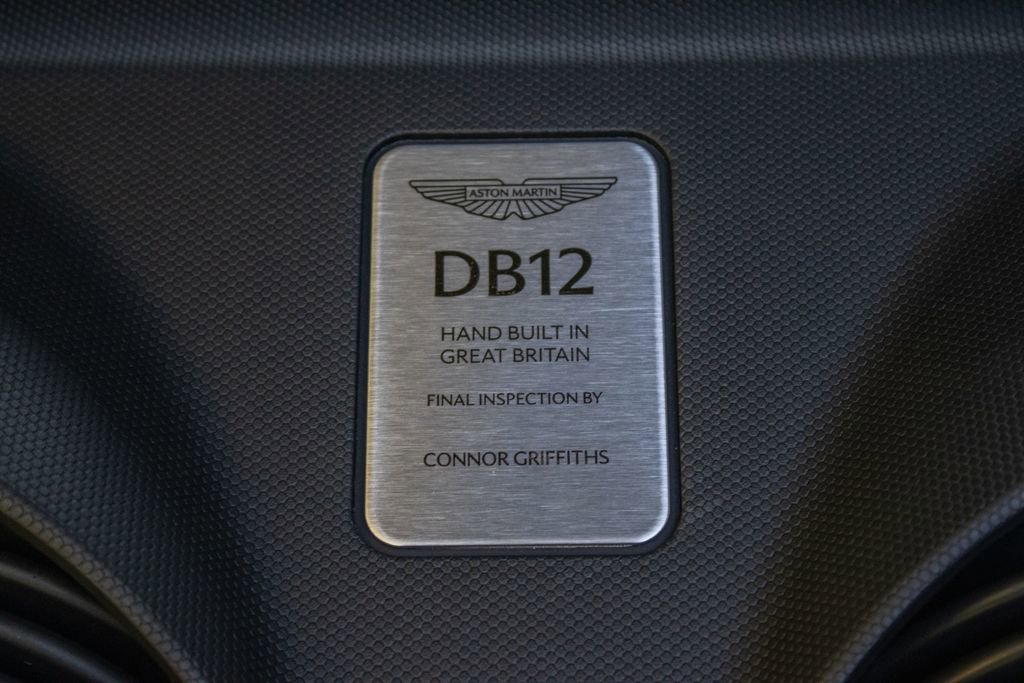 ASTON MARTIN
DB12
HAND BUILT IN
GREAT BRITAIN
FINAL INSPECTION BY
CONNOR GRIFFITHS